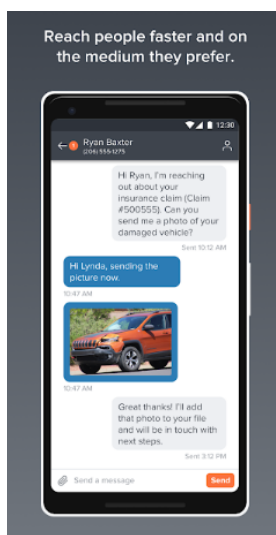 Reach people faster and on
the medium they prefer.
12:30
Ryan Baxter
(206) 555-1275
Hi Ryan, I'm reaching
out about your
insurance claim (Claim
#500555). Can you
send me a photo of your
damaged vehicle?
Sent 10:12 AM
Hi Lynda, sending the
picture now.
10:47 AM
10:47 AM
Great thanks! I'll add
that photo to your file
and will be in touch with
next steps.
Sent 3:12 PM
Send a message
Send